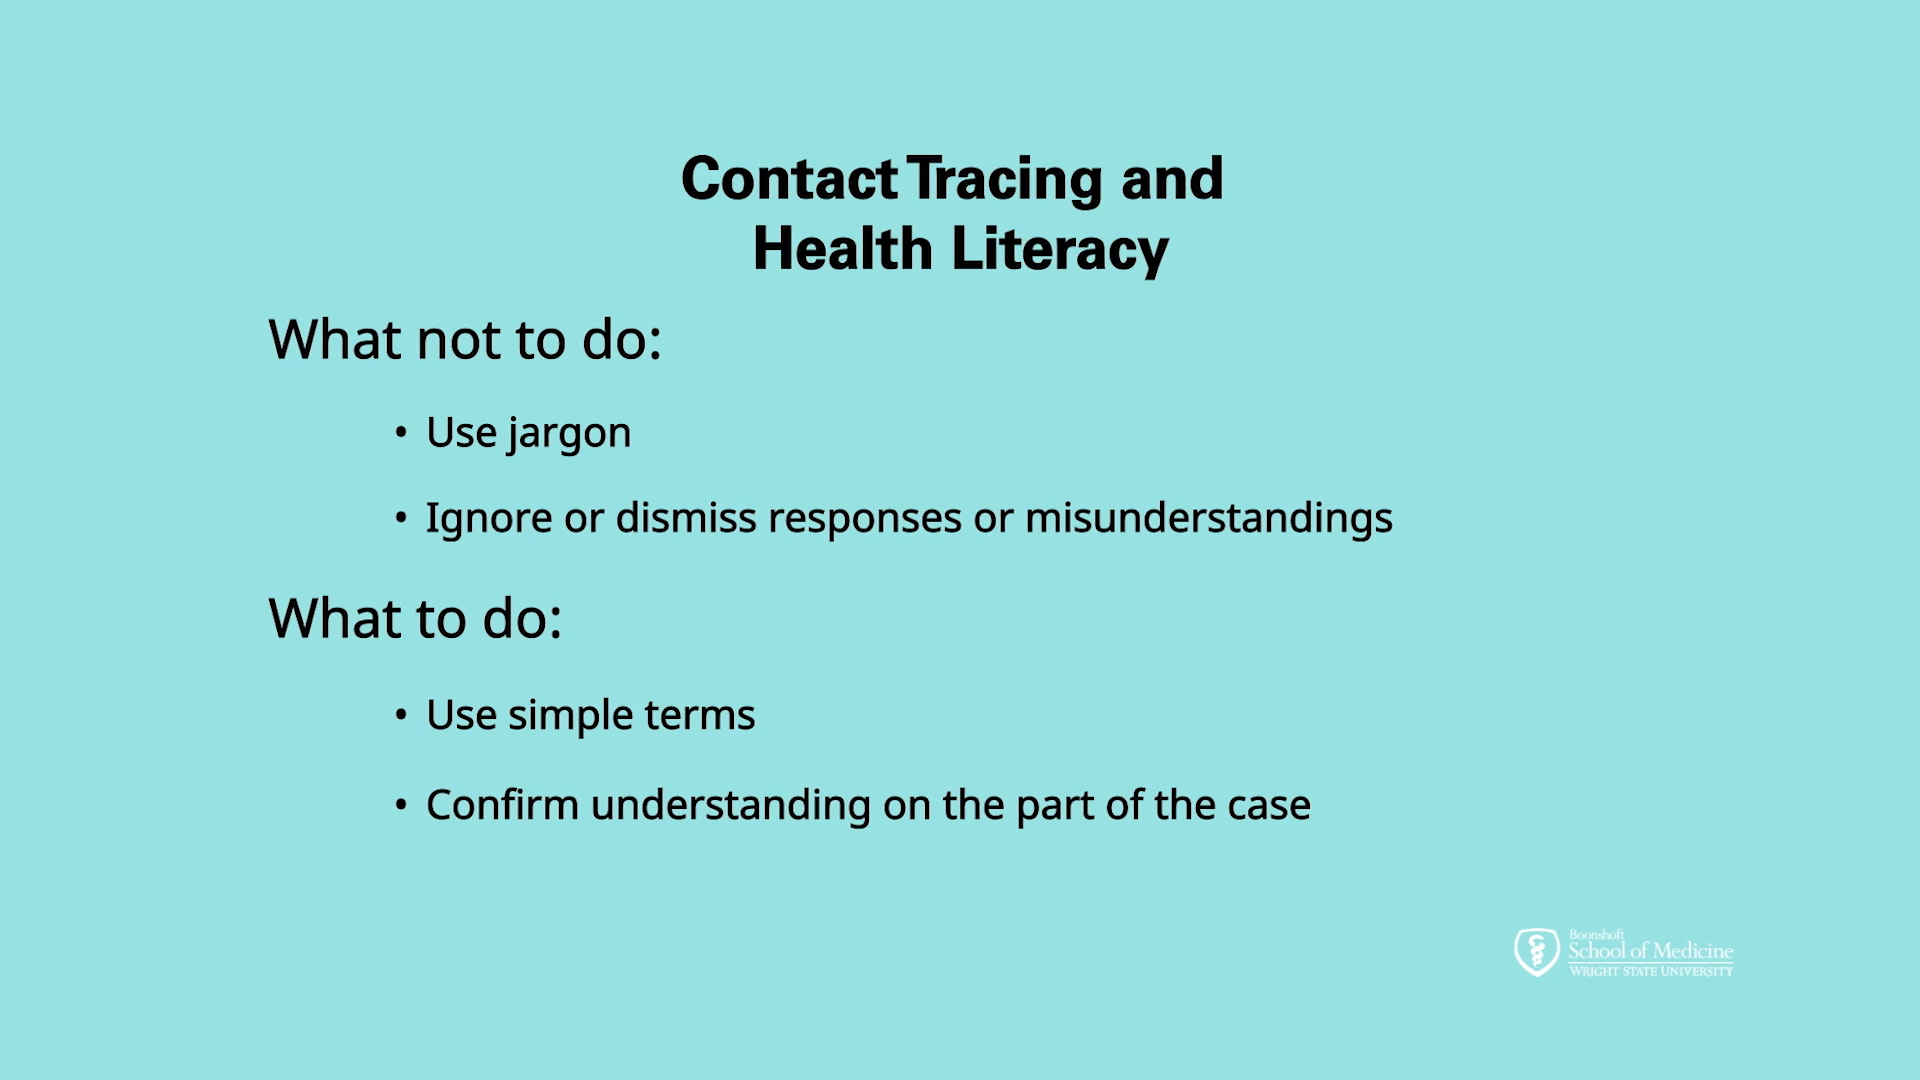 Contact Tracing and
Health Literacy
What not to do:
• Use jargon
• Ignore or dismiss responses or misunderstandings
What to do:
• Use simple terms
• Confirm understanding on the part of the case
Boonshoft
School of Medicine
WRIGHT STATE UNIVERSITY